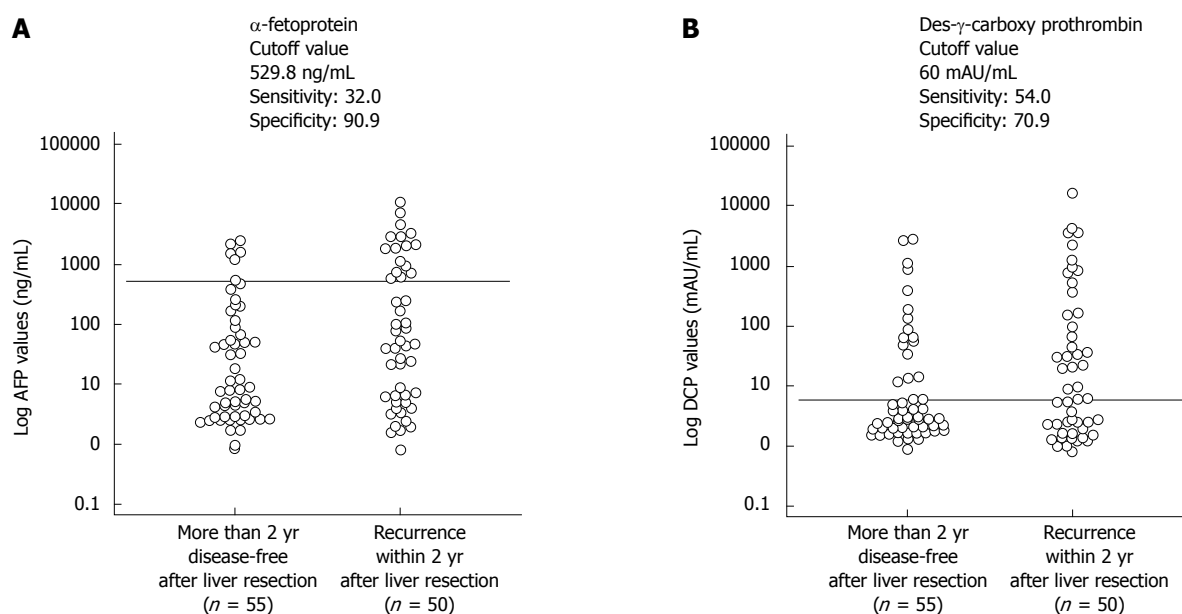 A
α-fetoprotein
Cutoff value
529.8 ng/mL
Sensitivity: 32.0
Specificity: 90.9
Log AFP values (ng/mL)
100000
10000
1000
100
10
0
0.1
More than 2 yr
disease-free
after liver resection
(n = 55)
Recurrence
within 2 yr
after liver resection
(n = 50)
B
Des-γ-carboxy prothrombin
Cutoff value
60 mAU/mL
Sensitivity: 54.0
Specificity: 70.9
Log DCP values (mAU/mL)
100000
10000
1000
100
10
0
0.1
More than 2 yr
disease-free
after liver resection
(n = 55)
Recurrence
within 2 yr
after liver resection
(n = 50)